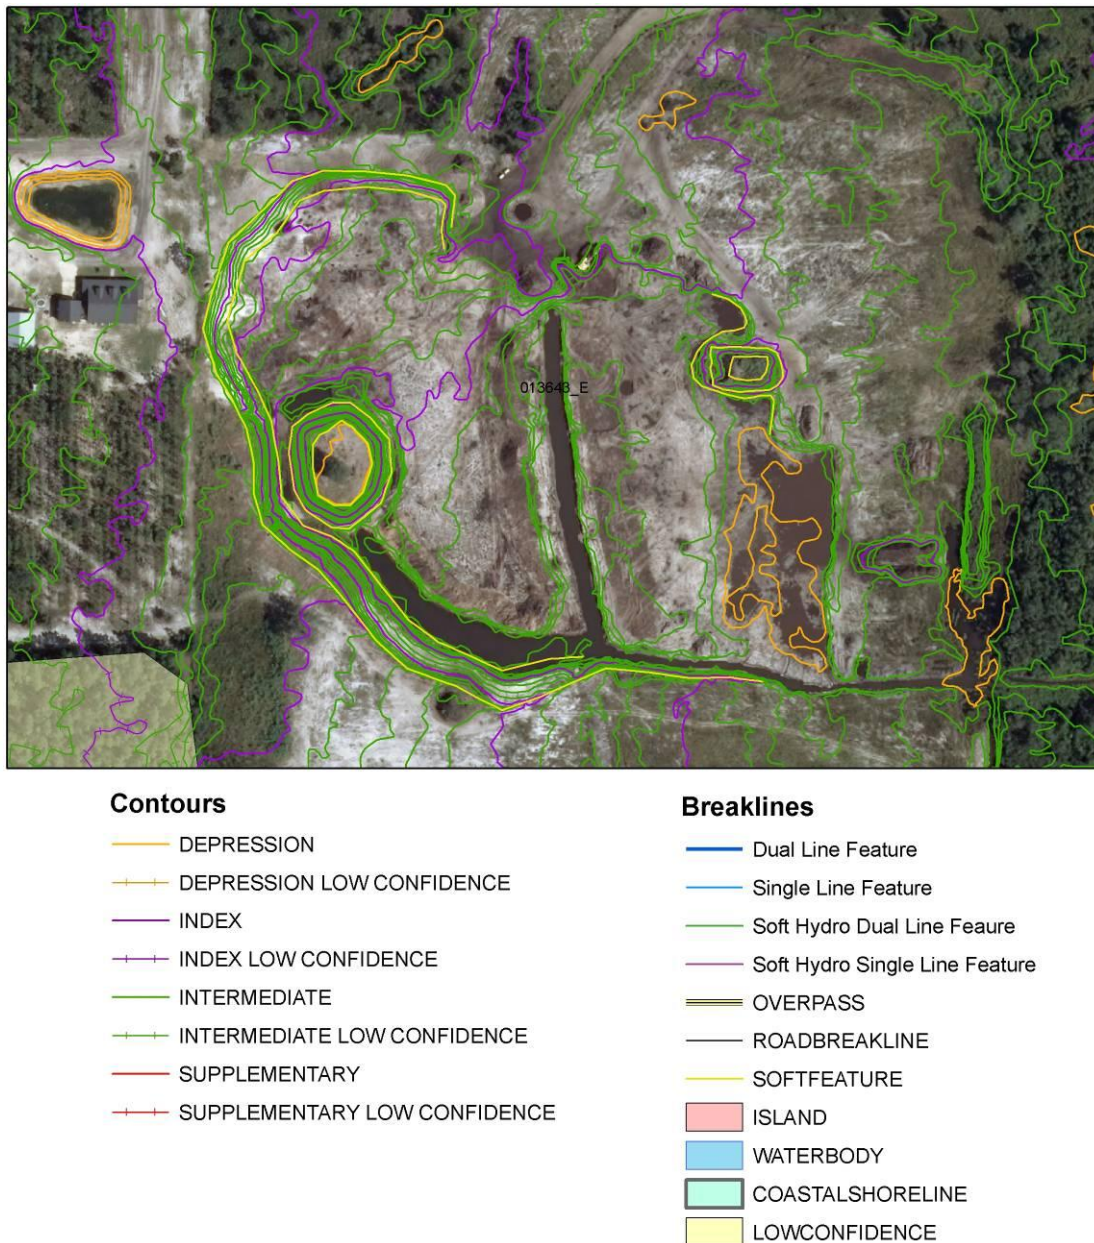 013643_E
Contours
DEPRESSION
DEPRESSION LOW CONFIDENCE
INDEX
INDEX LOW CONFIDENCE
INTERMEDIATE
INTERMEDIATE LOW CONFIDENCE
SUPPLEMENTARY
SUPPLEMENTARY LOW CONFIDENCE
Breaklines
Dual Line Feature
Single Line Feature
Soft Hydro Dual Line Feaure
Soft Hydro Single Line Feature
OVERPASS
ROADBREAKLINE
SOFTFEATURE
ISLAND
WATERBODY
COASTALSHORELINE
LOWCONFIDENCE